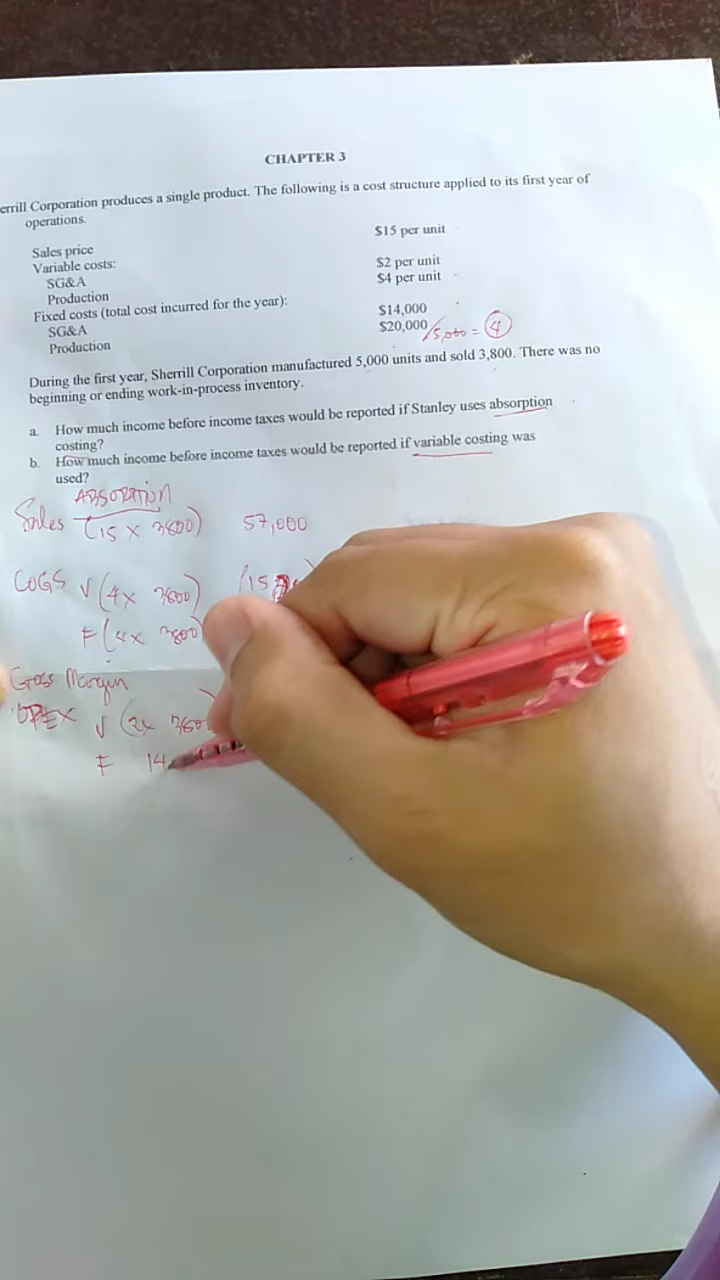 CHAPTER 3
errill Corporation produces a single product. The following is a cost structure applied to its first year of
operations.
Sales price $15 per unit
Variable costs:
SG&A $2 per unit
Production $4 per unit
Fixed costs (total cost incurred for the year):
SG&A $14,000
Production $20,000 /5,000 = 4
During the first year, Sherrill Corporation manufactured 5,000 units and sold 3,800. There was no
beginning or ending work-in-process inventory.
a. How much income before income taxes would be reported if Stanley uses absorption
costing?
b. How much income before income taxes would be reported if variable costing was
used?
ABSORPTION
Sales (15 x 3800) 57,000
COGS V (4x 3800) (15
F (4x 3800)
Gross Margin
OPEX V (2x 380
F 14